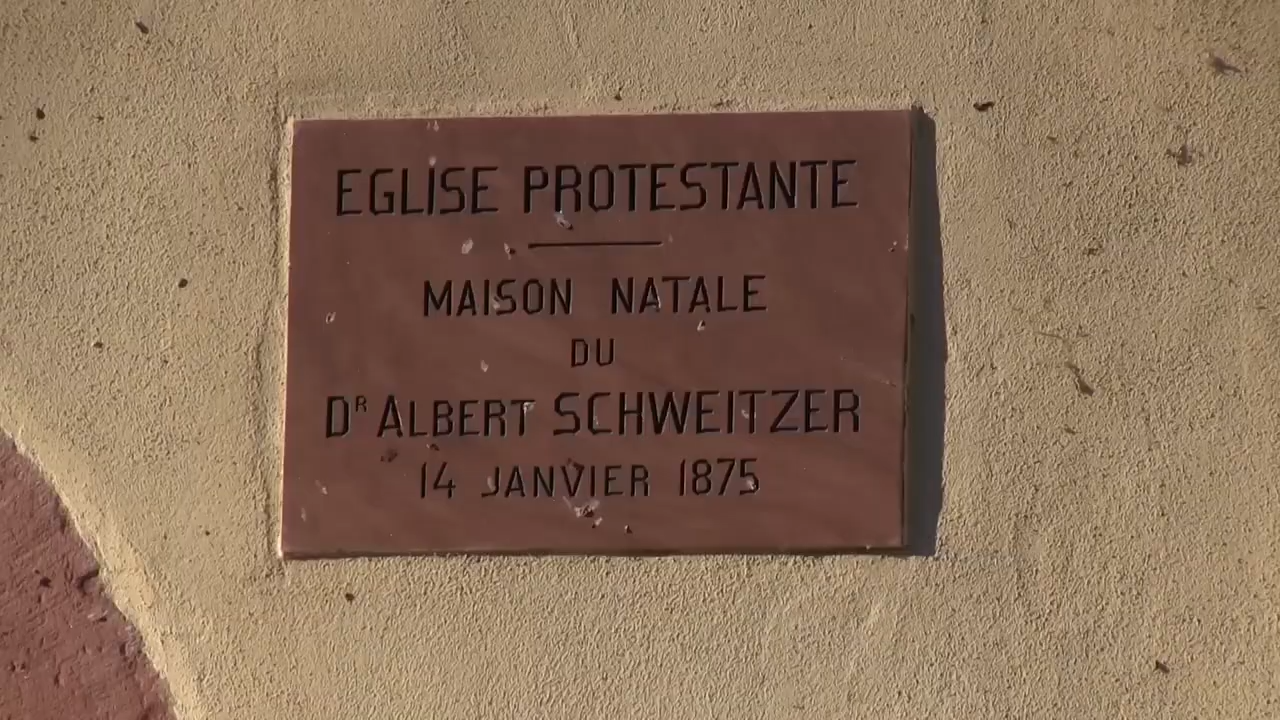 EGLISE PROTESTANTE
MAISON NATALE
DU
DR ALBERT SCHWEITZER
14 JANVIER 1875